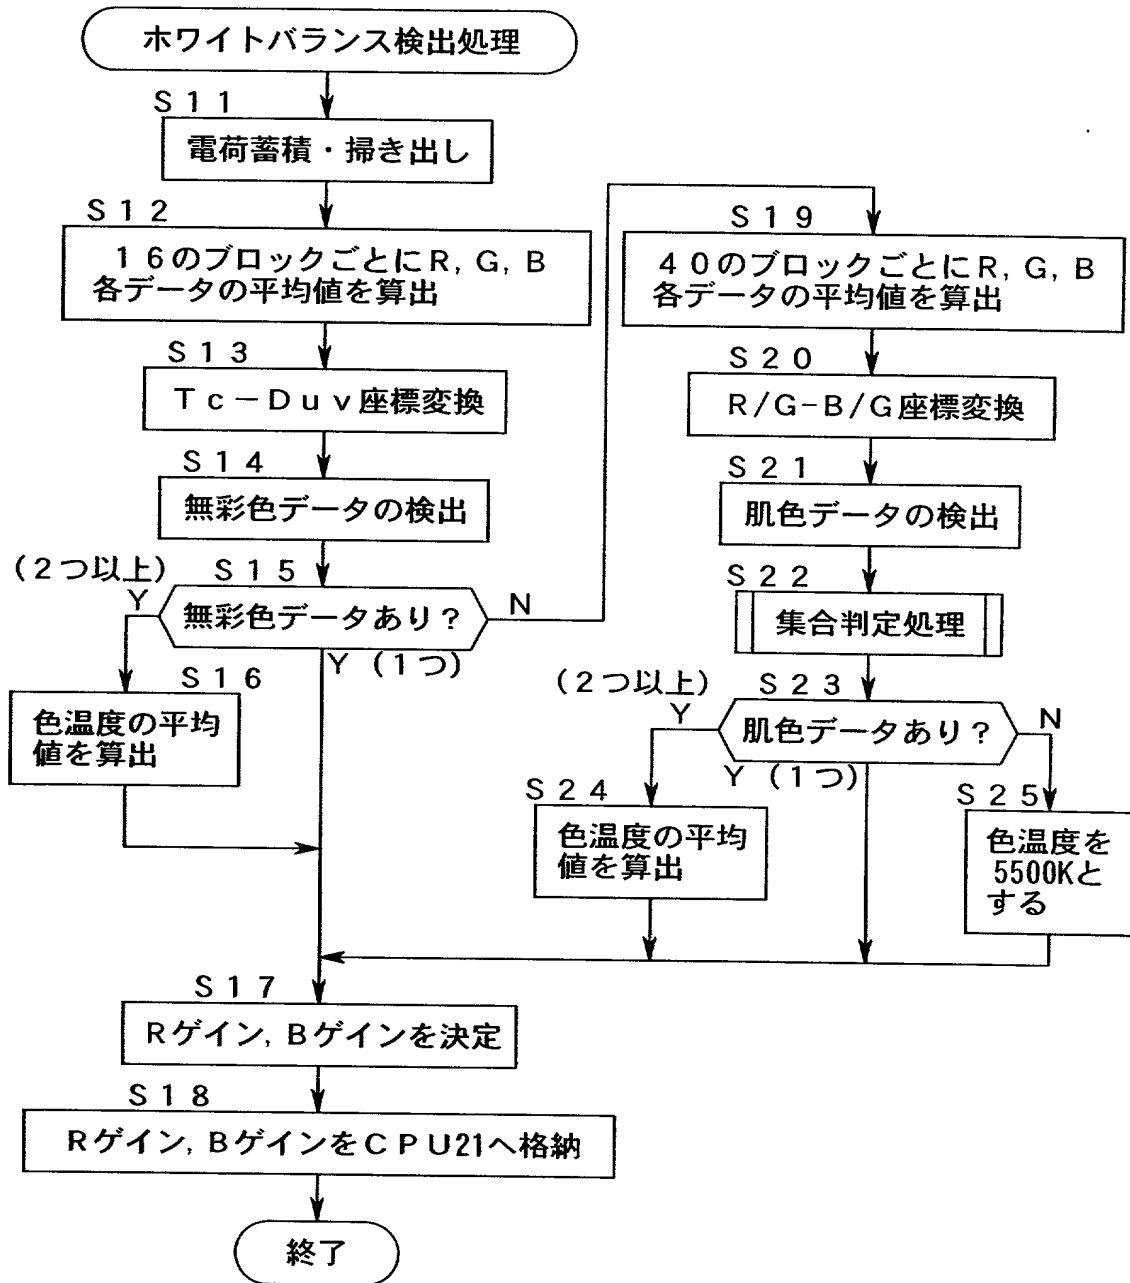 ホワイトバランス検出処理
S11
電荷蓄積・掃き出し
S12
16のブロックごとにR, G, B
各データの平均値を算出
S13
Tc－Duv座標変換
S14
無彩色データの検出
S15
(2つ以上)
Y
無彩色データあり？
N
Y (1つ)
S16
色温度の平均
値を算出
S19
40のブロックごとにR, G, B
各データの平均値を算出
S20
R/G-B/G座標変換
S21
肌色データの検出
S22
集合判定処理
S23
(2つ以上)
Y
肌色データあり？
N
Y (1つ)
S24
色温度の平均
値を算出
S25
色温度を
5500Kと
する
S17
Rゲイン, Bゲインを決定
S18
Rゲイン, BゲインをCPU21へ格納
終了